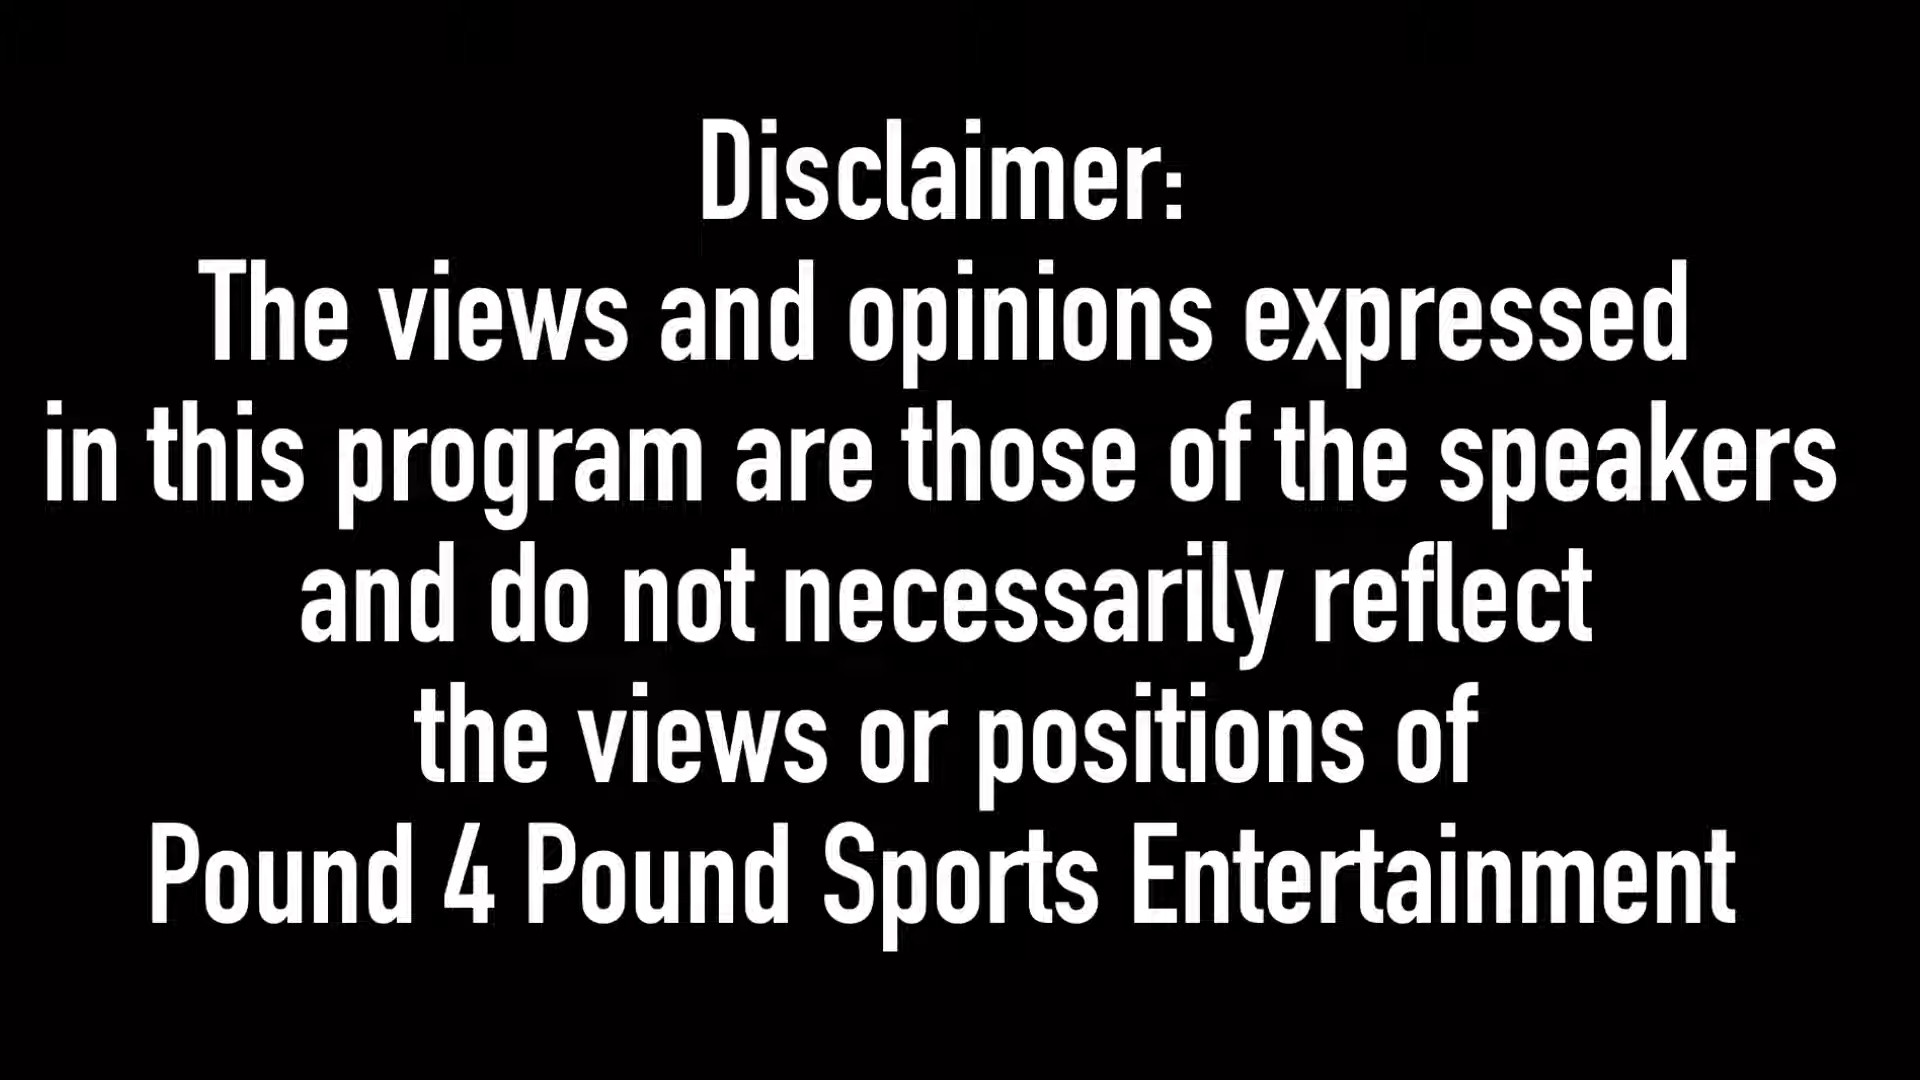 Disclaimer:
The views and opinions expressed
in this program are those of the speakers
and do not necessarily reflect
the views or positions of
Pound 4 Pound Sports Entertainment